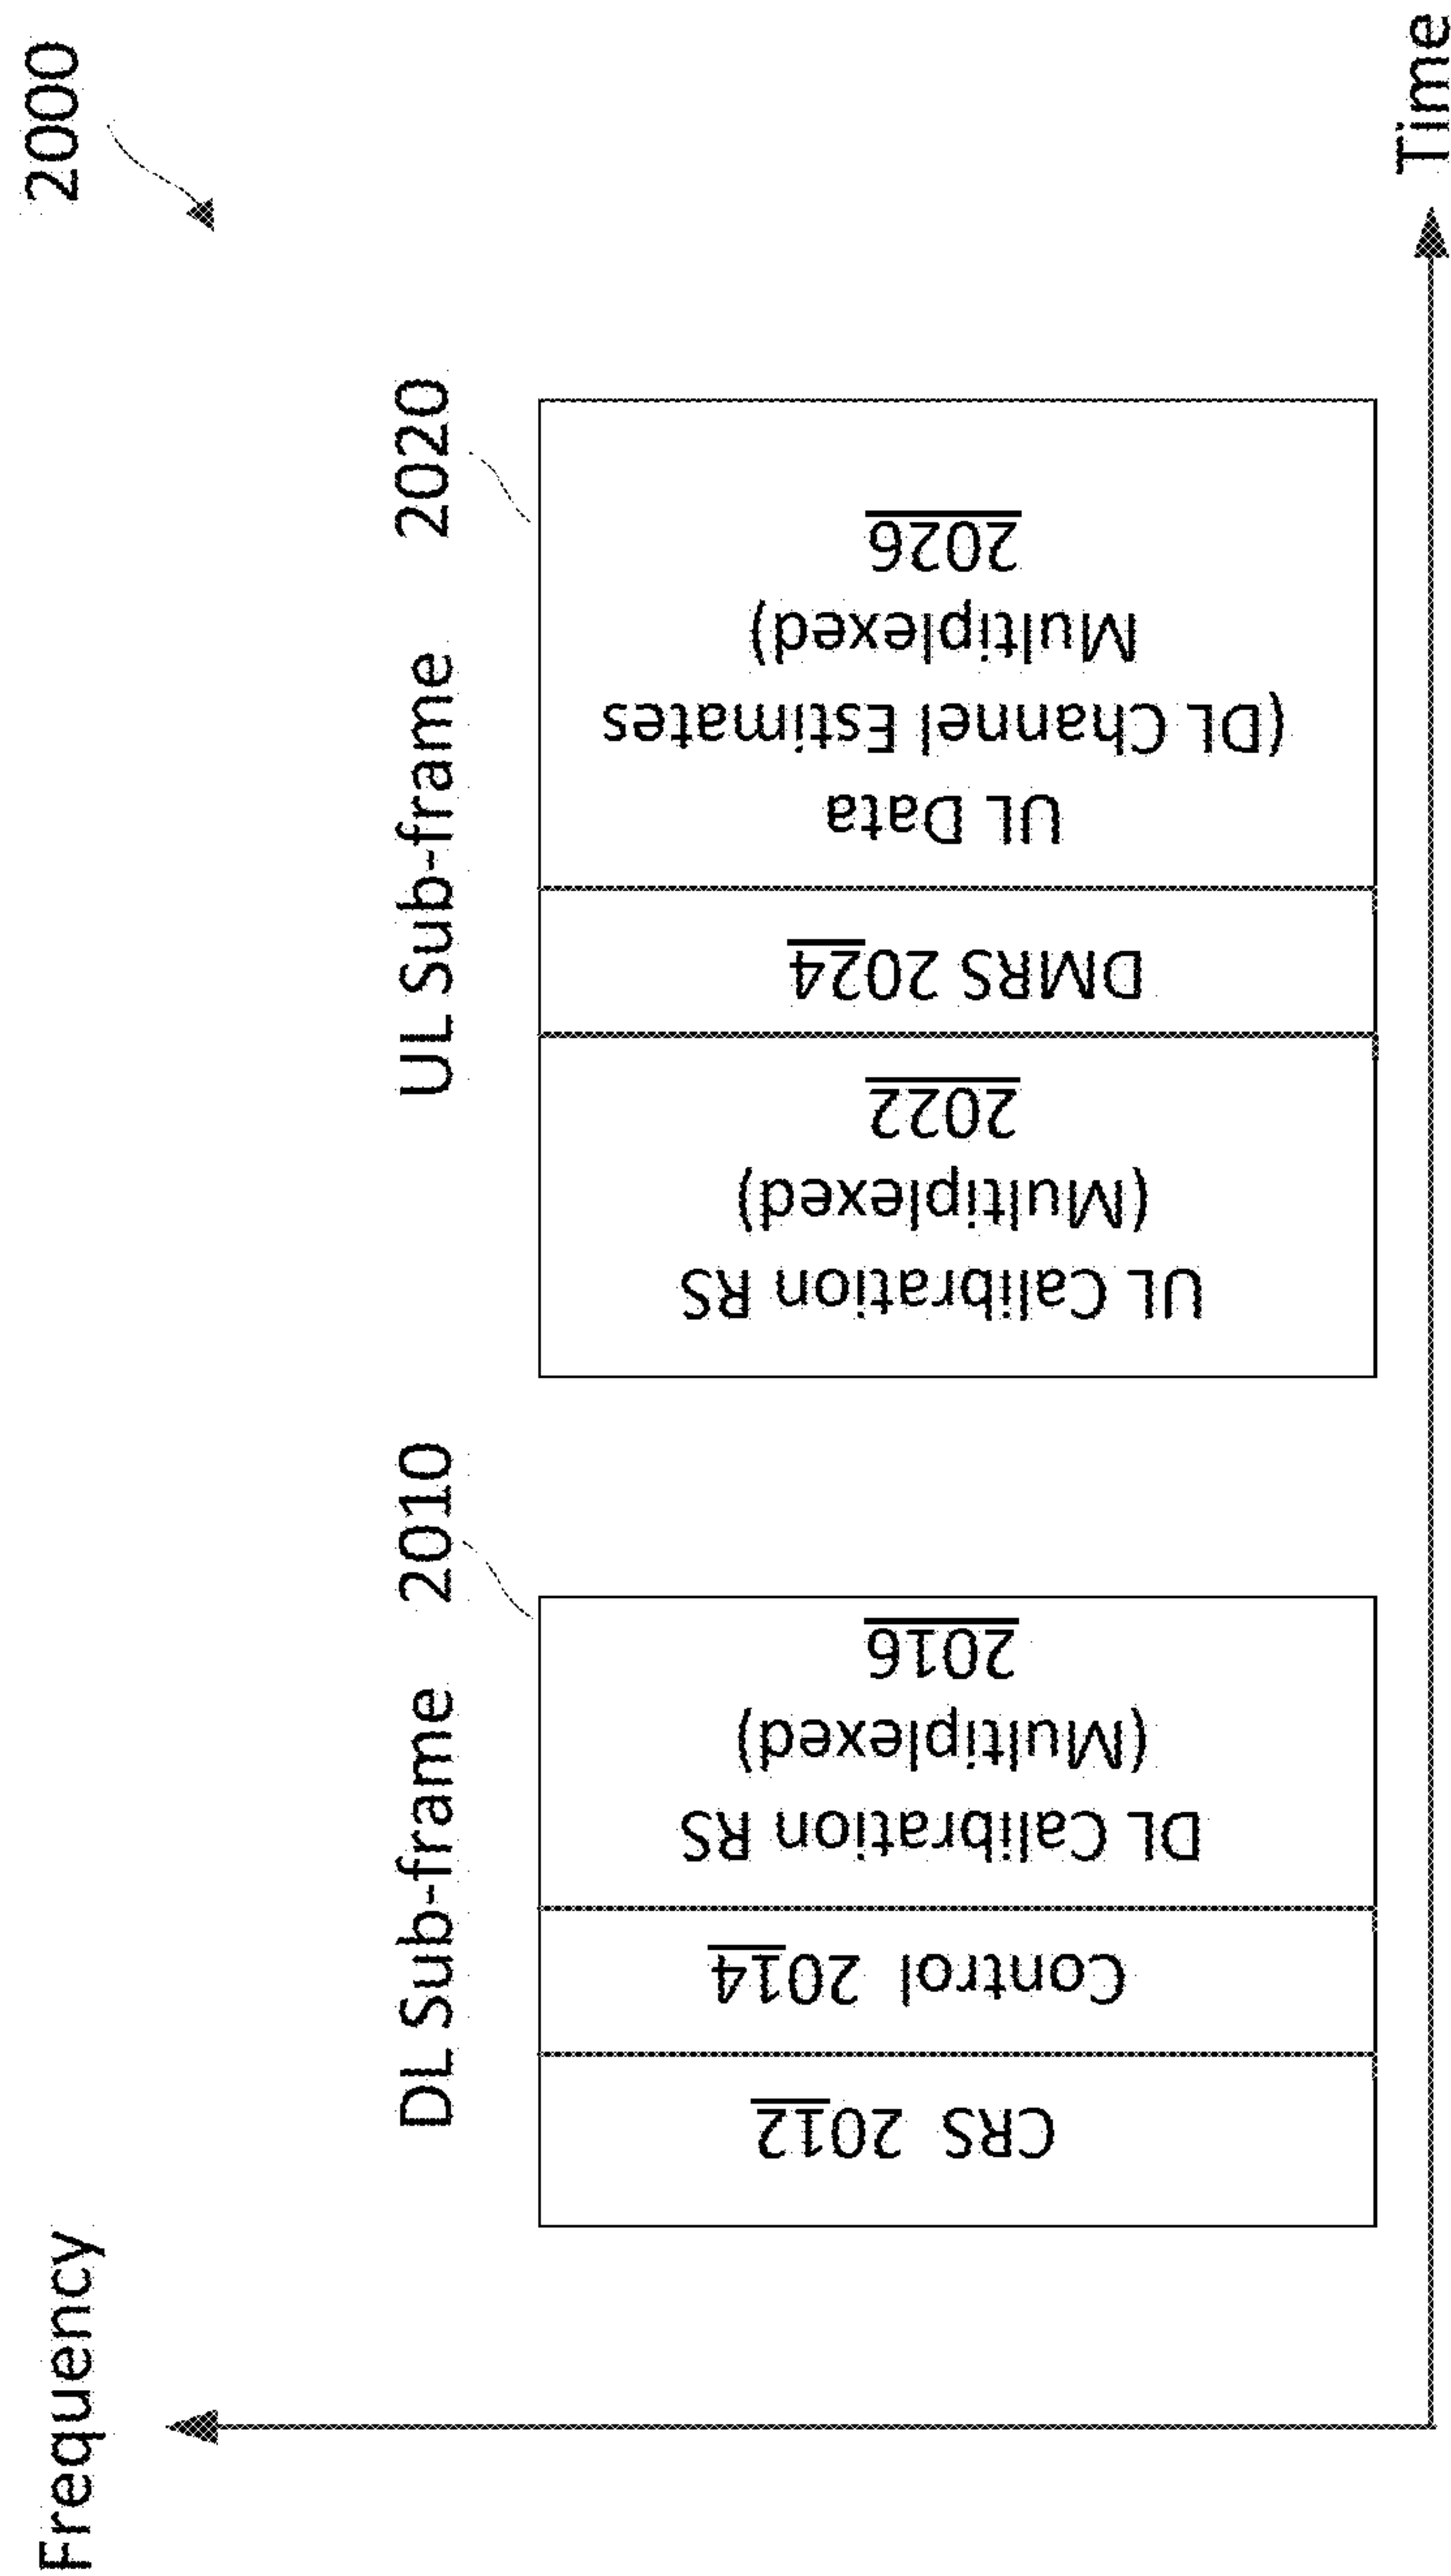 2000
Frequency
DL Sub-frame 2010
UL Sub-frame 2020
CRS 2012
Control 2014
DL Calibration RS
(Multiplexed)
2016
UL Calibration RS
(Multiplexed)
2022
DMRS 2024
UL Data
(DL Channel Estimates
Multiplexed)
2026
Time